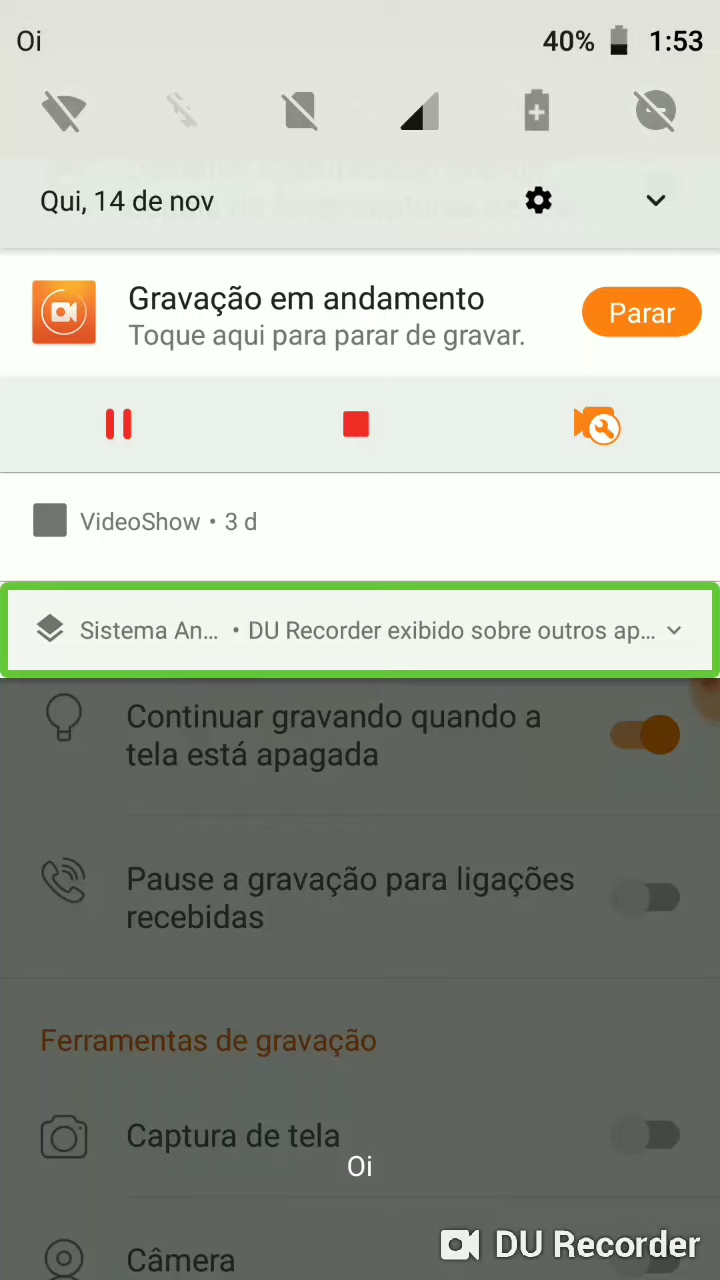 Oi 40% 1:53
Qui, 14 de nov
Gravação em andamento
Toque aqui para parar de gravar.
Parar
VideoShow • 3 d
Sistema An... • DU Recorder exibido sobre outros ap...
Continuar gravando quando a
tela está apagada
Pause a gravação para ligações
recebidas
Ferramentas de gravação
Captura de tela
Oi
Câmera
DU Recorder